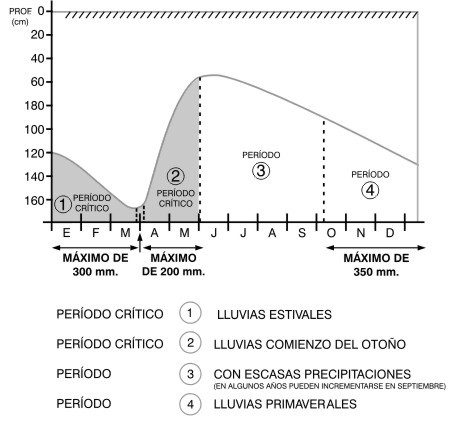 PROF
(cm)
0
20
40
60
80
100
120
140
160
1
PERÍODO
CRÍTICO
2
PERÍODO
CRÍTICO
PERÍODO
3
PERÍODO
4
E F M A M J J A S O N D
MÁXIMO DE
300 mm.
MÁXIMO
DE 200 mm.
MÁXIMO DE
350 mm.
PERÍODO CRÍTICO 1 LLUVIAS ESTIVALES
PERÍODO CRÍTICO 2 LLUVIAS COMIENZO DEL OTOÑO
PERÍODO 3 CON ESCASAS PRECIPITACIONES
(EN ALGUNOS AÑOS PUEDEN INCREMENTARSE EN SEPTIEMBRE)
PERÍODO 4 LLUVIAS PRIMAVERALES